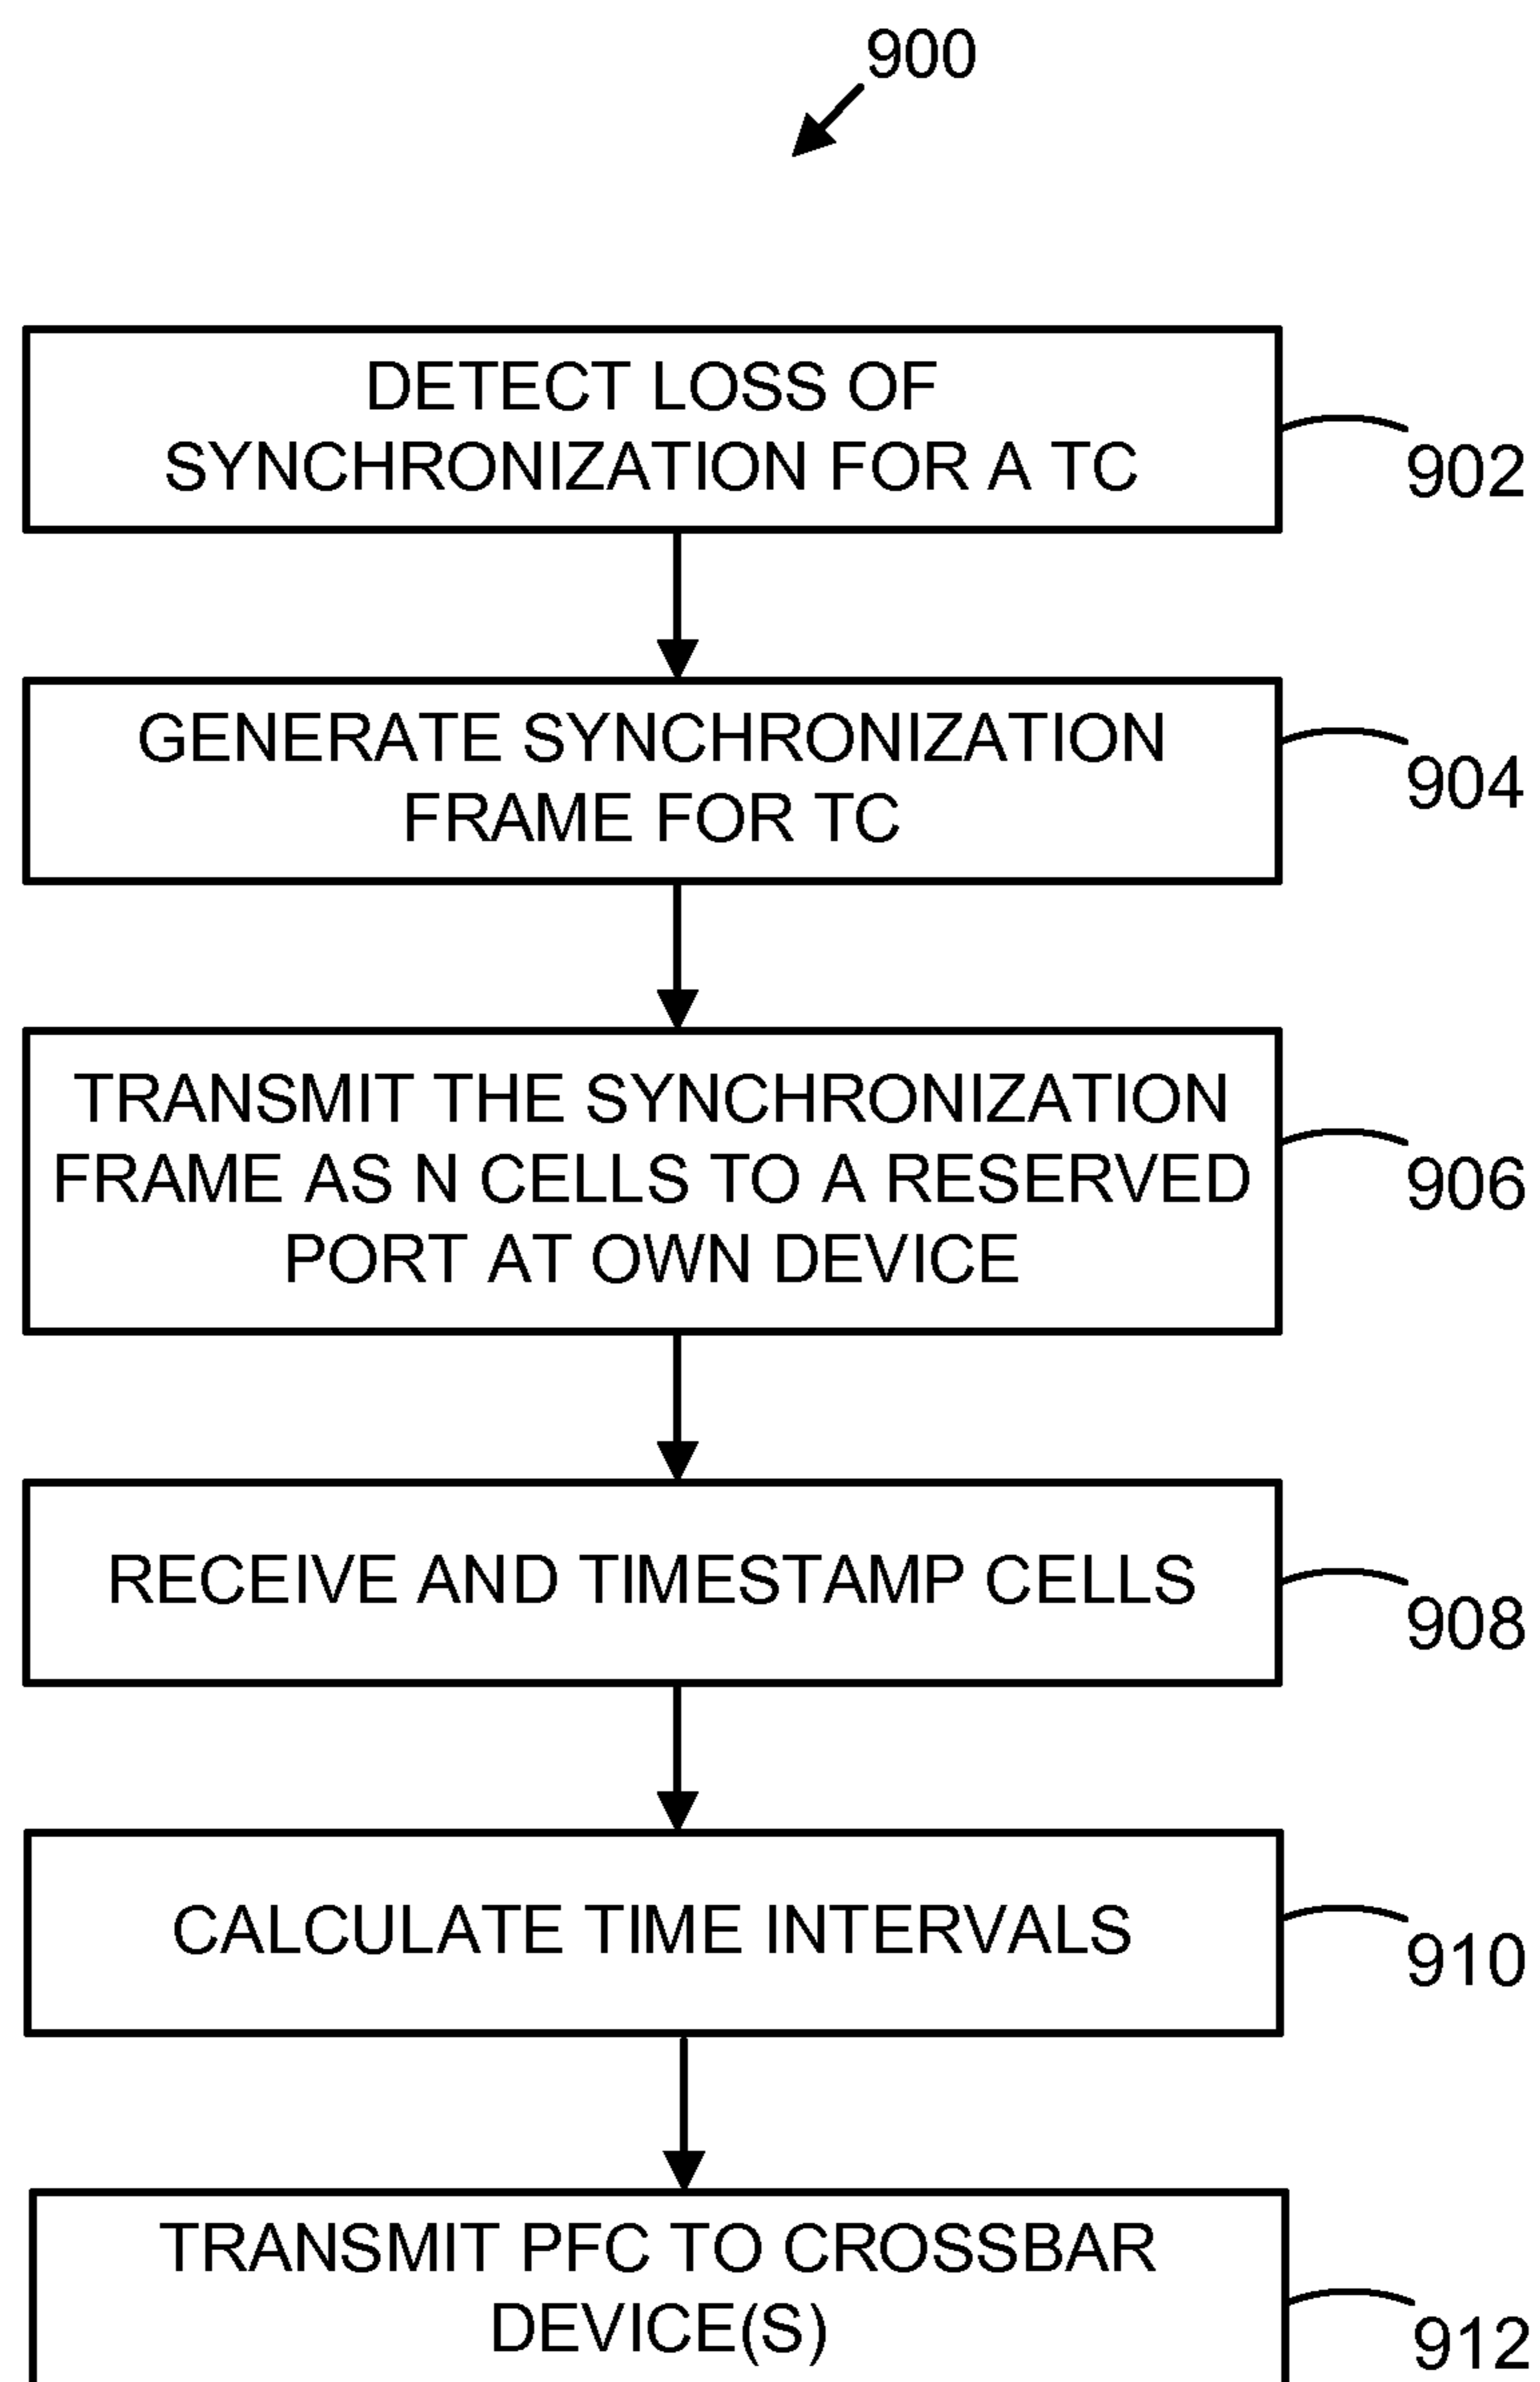 900
DETECT LOSS OF
SYNCHRONIZATION FOR A TC
902
GENERATE SYNCHRONIZATION
FRAME FOR TC
904
TRANSMIT THE SYNCHRONIZATION
FRAME AS N CELLS TO A RESERVED
PORT AT OWN DEVICE
906
RECEIVE AND TIMESTAMP CELLS
908
CALCULATE TIME INTERVALS
910
TRANSMIT PFC TO CROSSBAR
DEVICE(S)
912